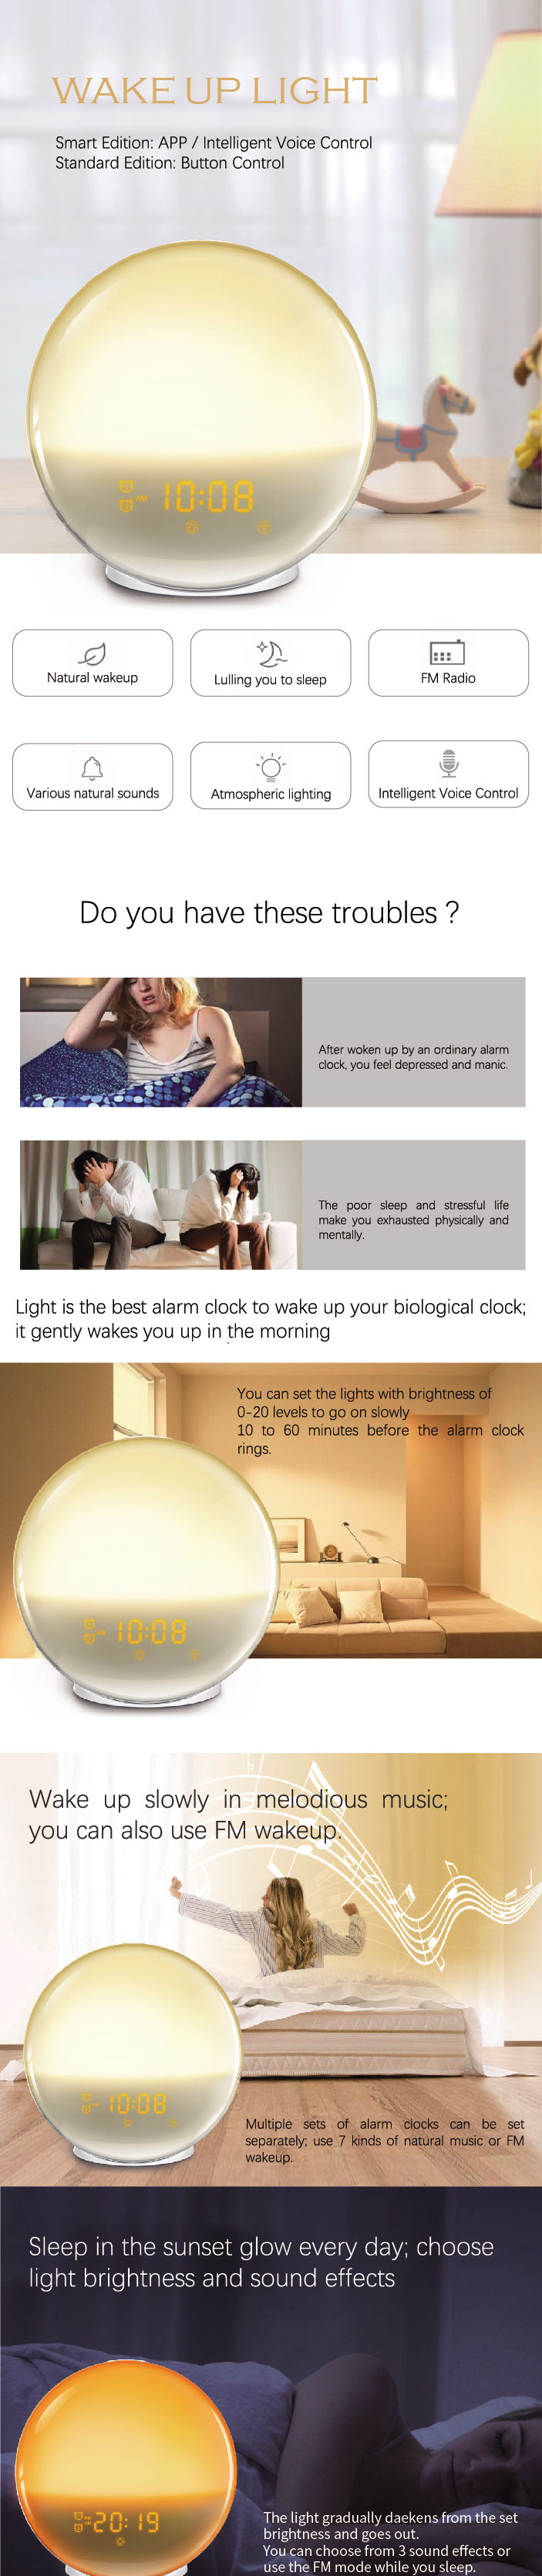 WAKE UP LIGHT
Smart Edition: APP / Intelligent Voice Control
Standard Edition: Button Control
AM 10:08
Natural wakeup
Lulling you to sleep
FM Radio
Various natural sounds
Atmospheric lighting
Intelligent Voice Control
Do you have these troubles ?
After woken up by an ordinary alarm
clock, you feel depressed and manic.
The poor sleep and stressful life
make you exhausted physically and
mentally.
Light is the best alarm clock to wake up your biological clock;
it gently wakes you up in the morning
You can set the lights with brightness of
0-20 levels to go on slowly
10 to 60 minutes before the alarm clock
rings.
10:08
Wake up slowly in melodious music;
you can also use FM wakeup.
10:08
Multiple sets of alarm clocks can be set
separately; use 7 kinds of natural music or FM
wakeup.
Sleep in the sunset glow every day; choose
light brightness and sound effects
20:19
The light gradually daekens from the set
brightness and goes out.
You can choose from 3 sound effects or
use the FM mode while you sleep.